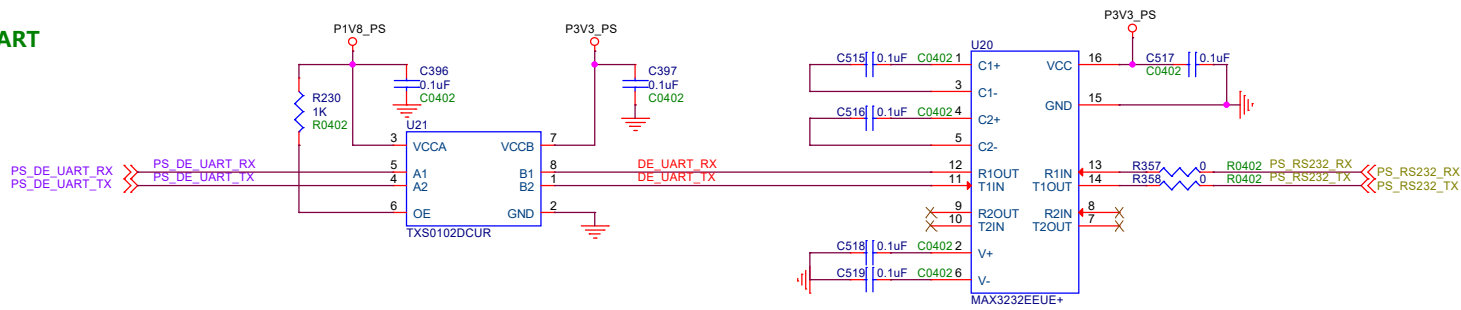 ART
P1V8_PS
P3V3_PS
P3V3_PS
C396
0.1uF
C0402
C397
0.1uF
C0402
R230
1K
R0402
U21
3 VCCA
VCCB 7
PS_DE_UART_RX PS_DE_UART_RX 5 A1
B1 8 DE_UART_RX
PS_DE_UART_TX PS_DE_UART_TX 4 A2
B2 1 DE_UART_TX
6 OE
GND 2
TXS0102DCUR
U20
C515 0.1uF C0402 1 C1+
VCC 16 C517 0.1uF
C0402
3 C1-
GND 15
C516 0.1uF C0402 4 C2+
5 C2-
12 R1OUT
R1IN 13 R357 0 R0402 PS_RS232_RX PS_RS232_RX
11 T1IN
T1OUT 14 R358 0 R0402 PS_RS232_TX PS_RS232_TX
9 R2OUT
R2IN 8
10 T2IN
T2OUT 7
C518 0.1uF C0402 2 V+
C519 0.1uF C0402 6 V-
MAX3232EEUE+